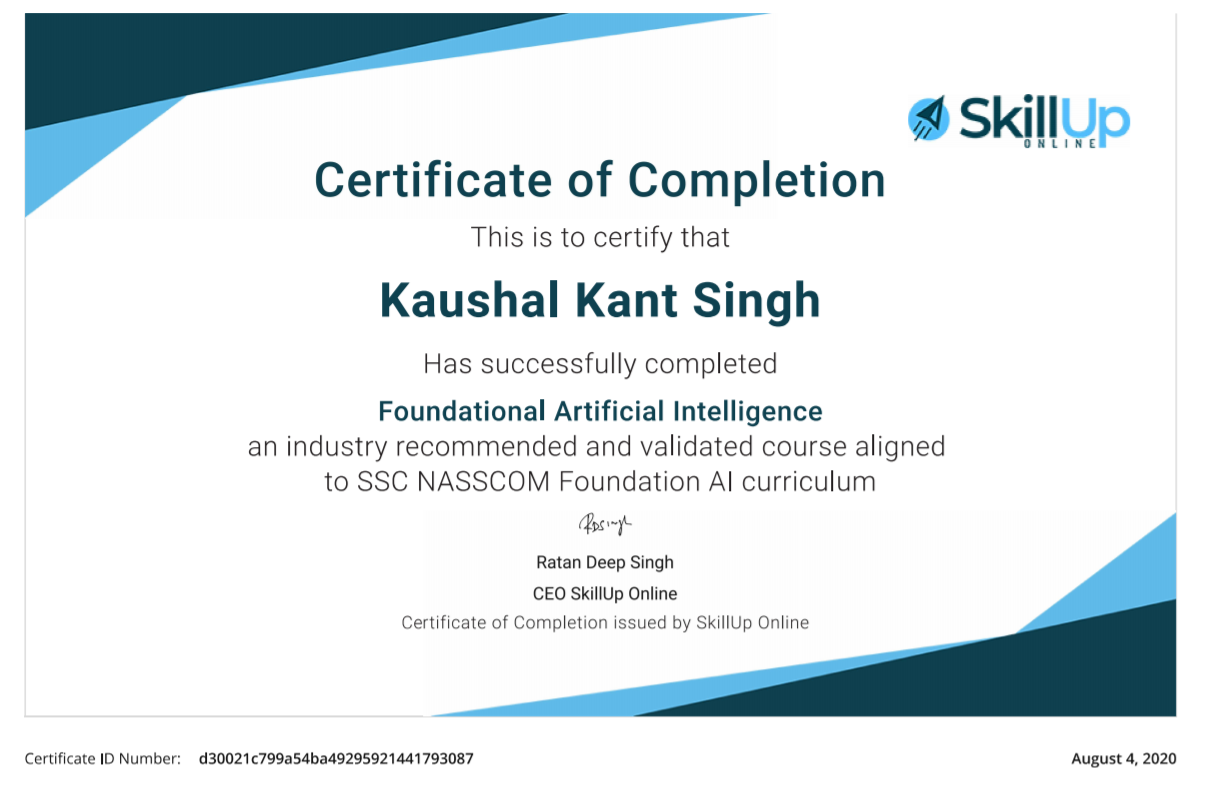 SkillUp
ONLINE
Certificate of Completion
This is to certify that
Kaushal Kant Singh
Has successfully completed
Foundational Artificial Intelligence
an industry recommended and validated course aligned
to SSC NASSCOM Foundation AI curriculum
RDSingh
Ratan Deep Singh
CEO SkillUp Online
Certificate of Completion issued by SkillUp Online
Certificate ID Number: d30021c799a54ba49295921441793087
August 4, 2020